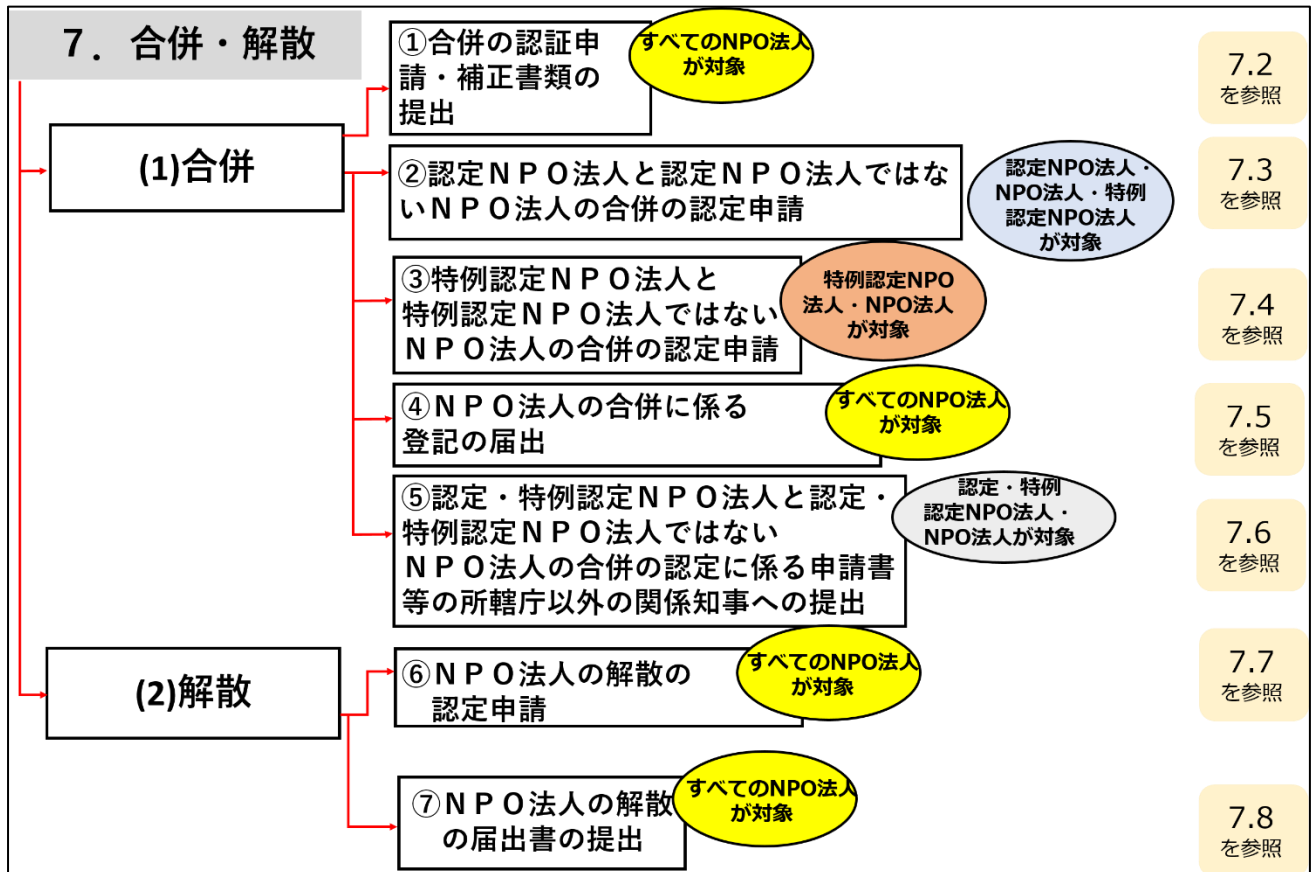 ７．合併・解散
①合併の認証申
請・補正書類の
提出
すべてのNPO法人
が対象
7.2
を参照
(1)合併
②認定ＮＰＯ法人と認定ＮＰＯ法人ではな
いＮＰＯ法人の合併の認定申請
認定NPO法人・
NPO法人・特例
認定NPO法人
が対象
7.3
を参照
③特例認定ＮＰＯ法人と
特例認定ＮＰＯ法人ではない
ＮＰＯ法人の合併の認定申請
特例認定NPO
法人・NPO法人
が対象
7.4
を参照
④ＮＰＯ法人の合併に係る
登記の届出
すべてのNPO法人
が対象
7.5
を参照
⑤認定・特例認定ＮＰＯ法人と認定・
特例認定ＮＰＯ法人ではない
ＮＰＯ法人の合併の認定に係る申請書
等の所轄庁以外の関係知事への提出
認定・特例
認定NPO法人・
NPO法人が対象
7.6
を参照
(2)解散
⑥ＮＰＯ法人の解散の
認定申請
すべてのNPO法人
が対象
7.7
を参照
⑦ＮＰＯ法人の解散
の届出書の提出
すべてのNPO法人
が対象
7.8
を参照